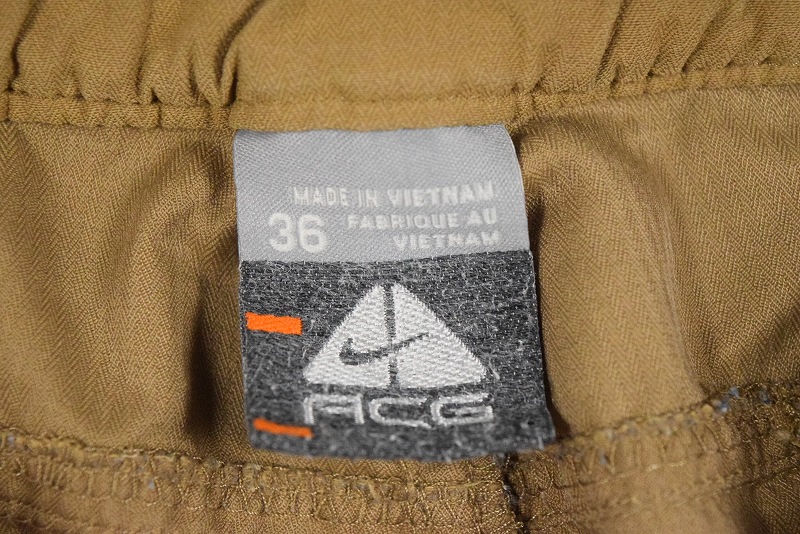 MADE IN VIETNAM
36 FABRIQUE AU
VIETNAM
ACG